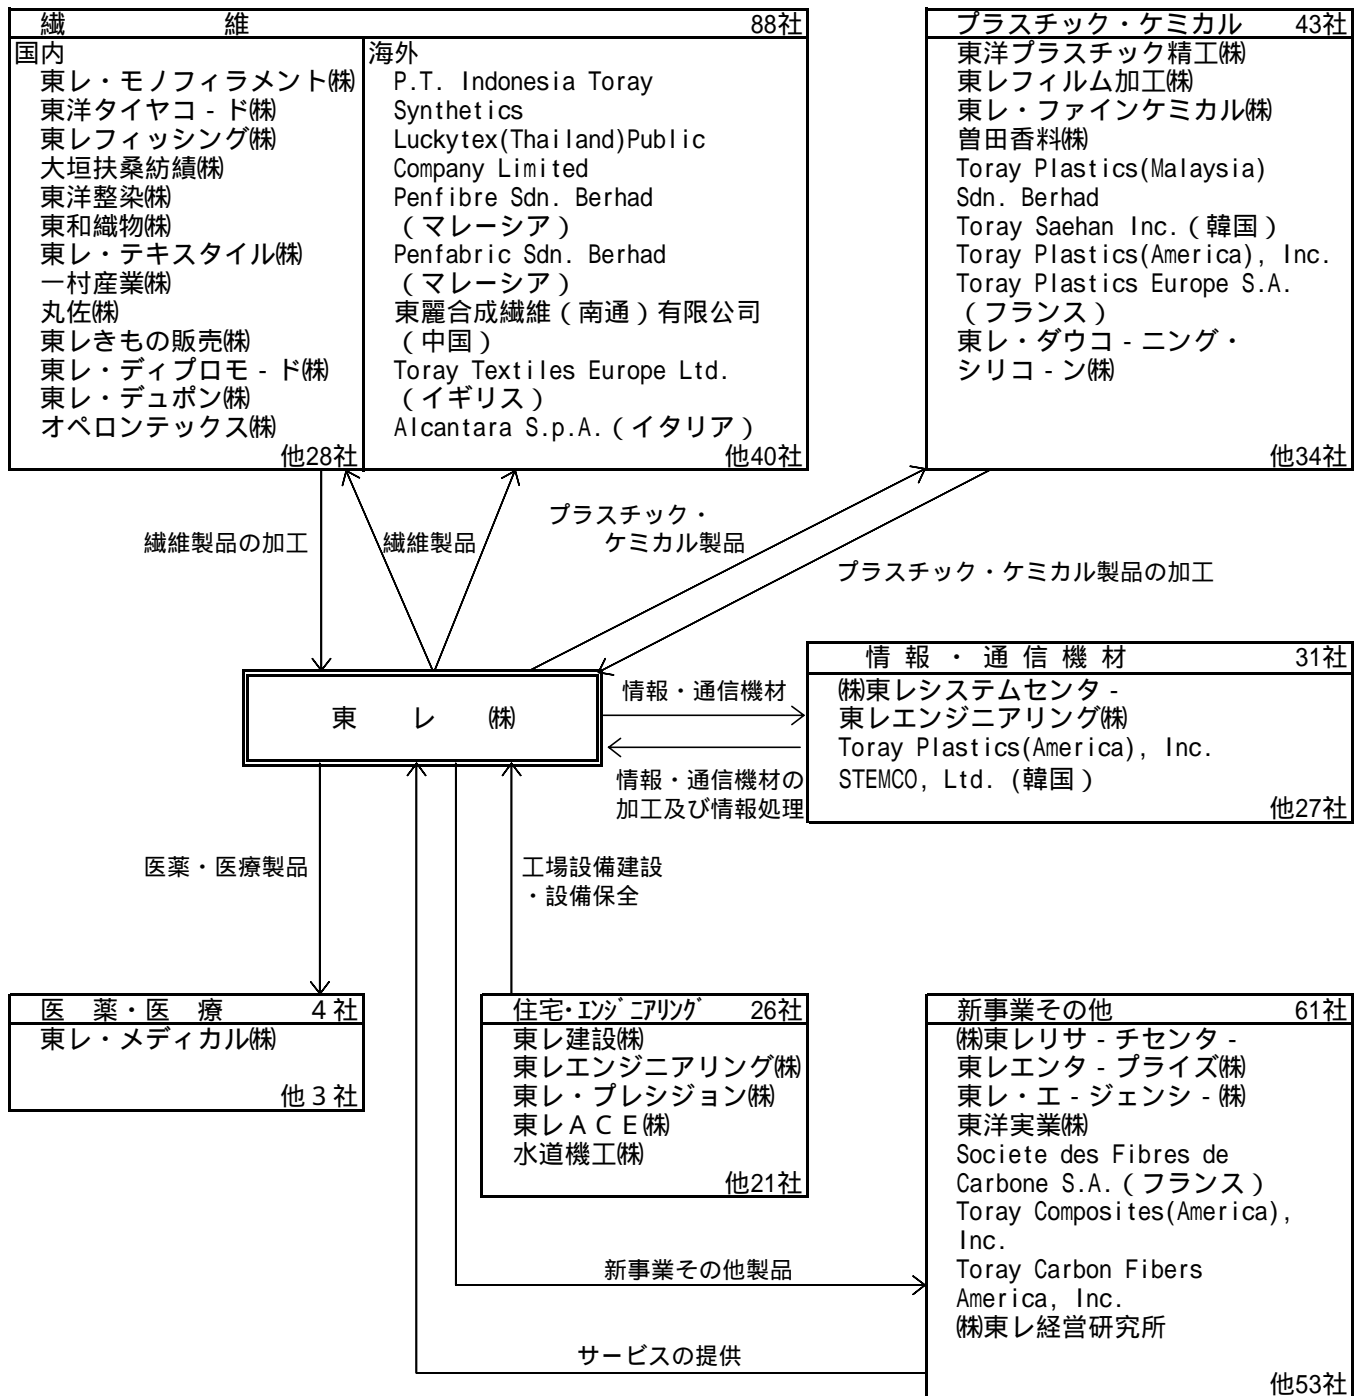 繊　　　維　88社
国内
東レ・モノフィラメント㈱
東洋タイヤコ‐ド㈱
東レフィッシング㈱
大垣扶桑紡績㈱
東洋整染㈱
東和織物㈱
東レ・テキスタイル㈱
一村産業㈱
丸佐㈱
東レきもの販売㈱
東レ・ディプロモ‐ド㈱
東レ・デュポン㈱
オペロンテックス㈱
他28社
海外
P.T. Indonesia Toray
Synthetics
Luckytex(Thailand)Public
Company Limited
Penfibre Sdn. Berhad
（マレーシア）
Penfabric Sdn. Berhad
（マレーシア）
東麗合成繊維（南通）有限公司
（中国）
Toray Textiles Europe Ltd.
（イギリス）
Alcantara S.p.A.（イタリア）
他40社
プラスチック・ケミカル　43社
東洋プラスチック精工㈱
東レフィルム加工㈱
東レ・ファインケミカル㈱
曽田香料㈱
Toray Plastics(Malaysia)
Sdn. Berhad
Toray Saehan Inc.（韓国）
Toray Plastics(America), Inc.
Toray Plastics Europe S.A.
（フランス）
東レ・ダウコ‐ニング・
シリコ‐ン㈱
他34社
繊維製品の加工
繊維製品
プラスチック・
ケミカル製品
プラスチック・ケミカル製品の加工
東　レ　㈱
情報・通信機材
情報・通信機材の
加工及び情報処理
情報・通信機材　31社
㈱東レシステムセンタ‐
東レエンジニアリング㈱
Toray Plastics(America), Inc.
STEMCO, Ltd. (韓国）
他27社
医薬・医療製品
工場設備建設
・設備保全
医　薬・医　療　４社
東レ・メディカル㈱
他３社
住宅・ｴﾝｼﾞﾆｱﾘﾝｸﾞ　26社
東レ建設㈱
東レエンジニアリング㈱
東レ・プレシジョン㈱
東レＡＣＥ㈱
水道機工㈱
他21社
新事業その他　61社
㈱東レリサ‐チセンタ‐
東レエンタ‐プライズ㈱
東レ・エ‐ジェンシ‐㈱
東洋実業㈱
Societe des Fibres de
Carbone S.A.（フランス）
Toray Composites(America),
Inc.
Toray Carbon Fibers
America, Inc.
㈱東レ経営研究所
他53社
新事業その他製品
サービスの提供